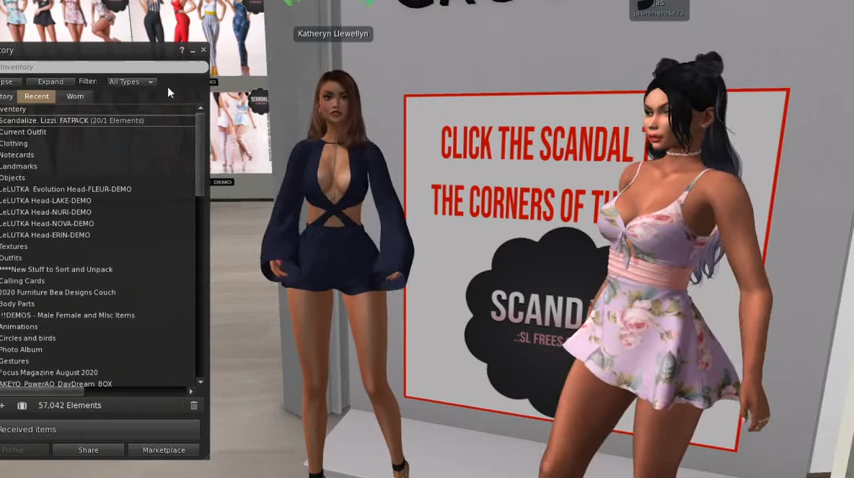 tory
Inventory
pse Expand Filter: All Types
tory Recent Worn
ventory
Scandalize. Lizzi. FATPACK (20/1 Elements)
Current Outfit
Clothing
Notecards
Landmarks
Objects
LeLUTKA Evolution Head-FLEUR-DEMO
LeLUTKA Head-LAKE-DEMO
LeLUTKA Head-NURI-DEMO
LeLUTKA Head-NOVA-DEMO
LeLUTKA Head-ERIN-DEMO
Textures
Outfits
****New Stuff to Sort and Unpack
Calling Cards
2020 Furniture Bea Designs Couch
Body Parts
!!DEMOS - Male Female and MIsc Items
Animations
Circles and birds
Photo Album
Gestures
Focus Magazine August 2020
AKEYO PowerAO DayDream BOX
57,042 Elements
Received items
Profile Share Marketplace
DEMO
Katheryn Llewellyn
CLICK THE SCANDAL
THE CORNERS OF
SCAND
.:SL FREES